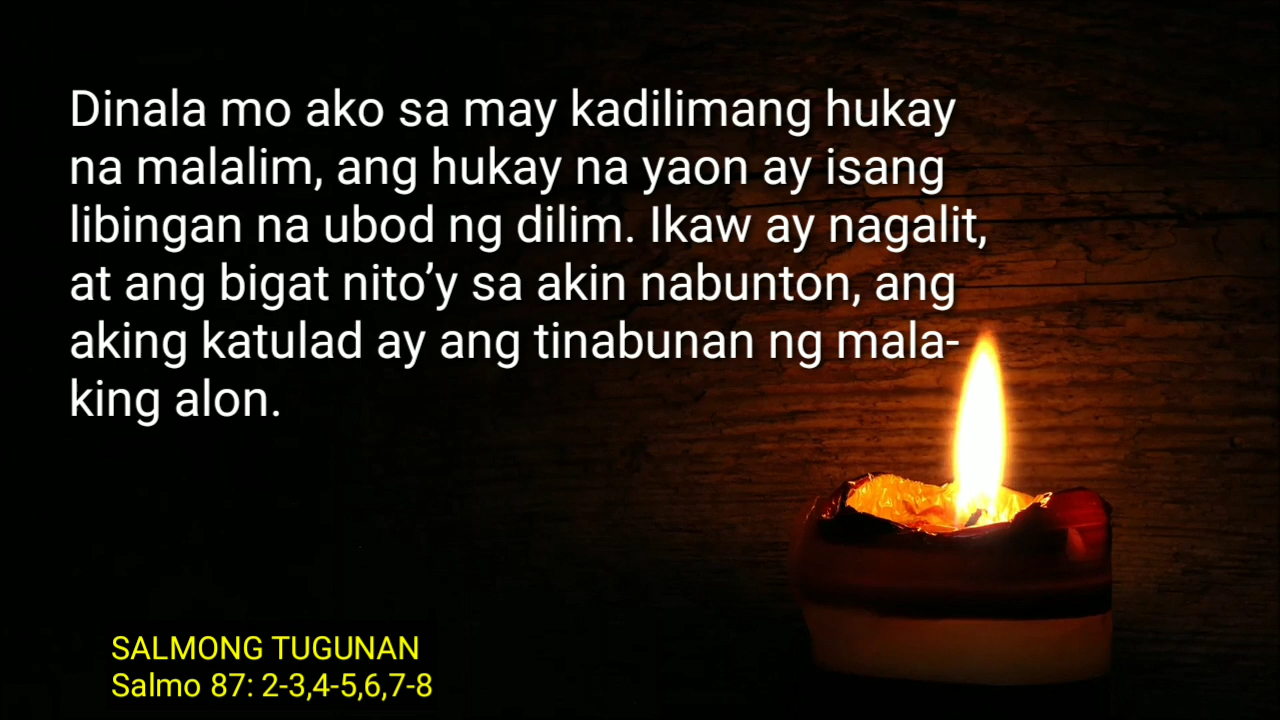 Dinala mo ako sa may kadilimang hukay
na malalim, ang hukay na yaon ay isang
libingan na ubod ng dilim. Ikaw ay nagalit,
at ang bigat nito’y sa akin nabunton, ang
aking katulad ay ang tinabunan ng mala-
king alon.
SALMONG TUGUNAN
Salmo 87: 2-3,4-5,6,7-8